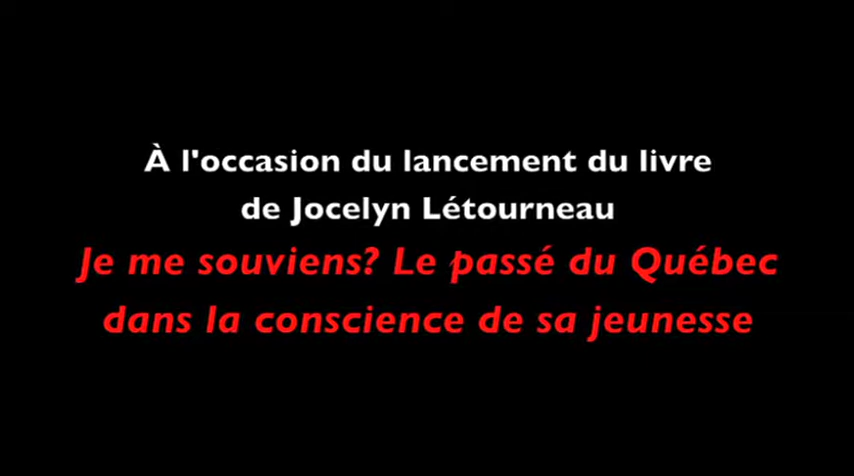 À l'occasion du lancement du livre
de Jocelyn Létourneau
Je me souviens? Le passé du Québec
dans la conscience de sa jeunesse